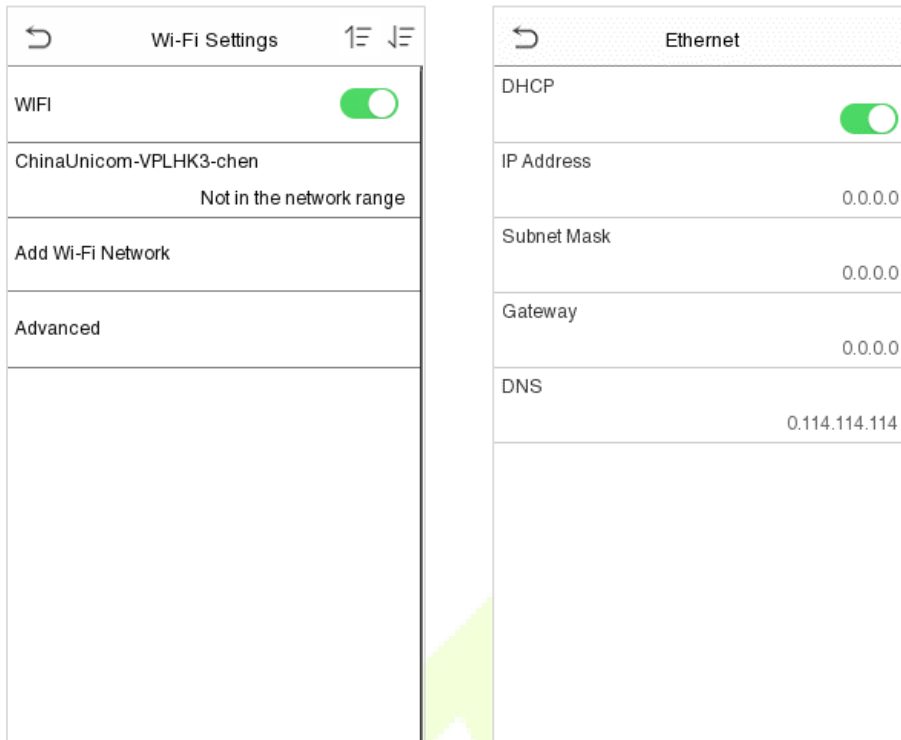 Wi-Fi Settings
WIFI
ChinaUnicom-VPLHK3-chen
Not in the network range
Add Wi-Fi Network
Advanced
Ethernet
DHCP
IP Address
0.0.0.0
Subnet Mask
0.0.0.0
Gateway
0.0.0.0
DNS
0.114.114.114